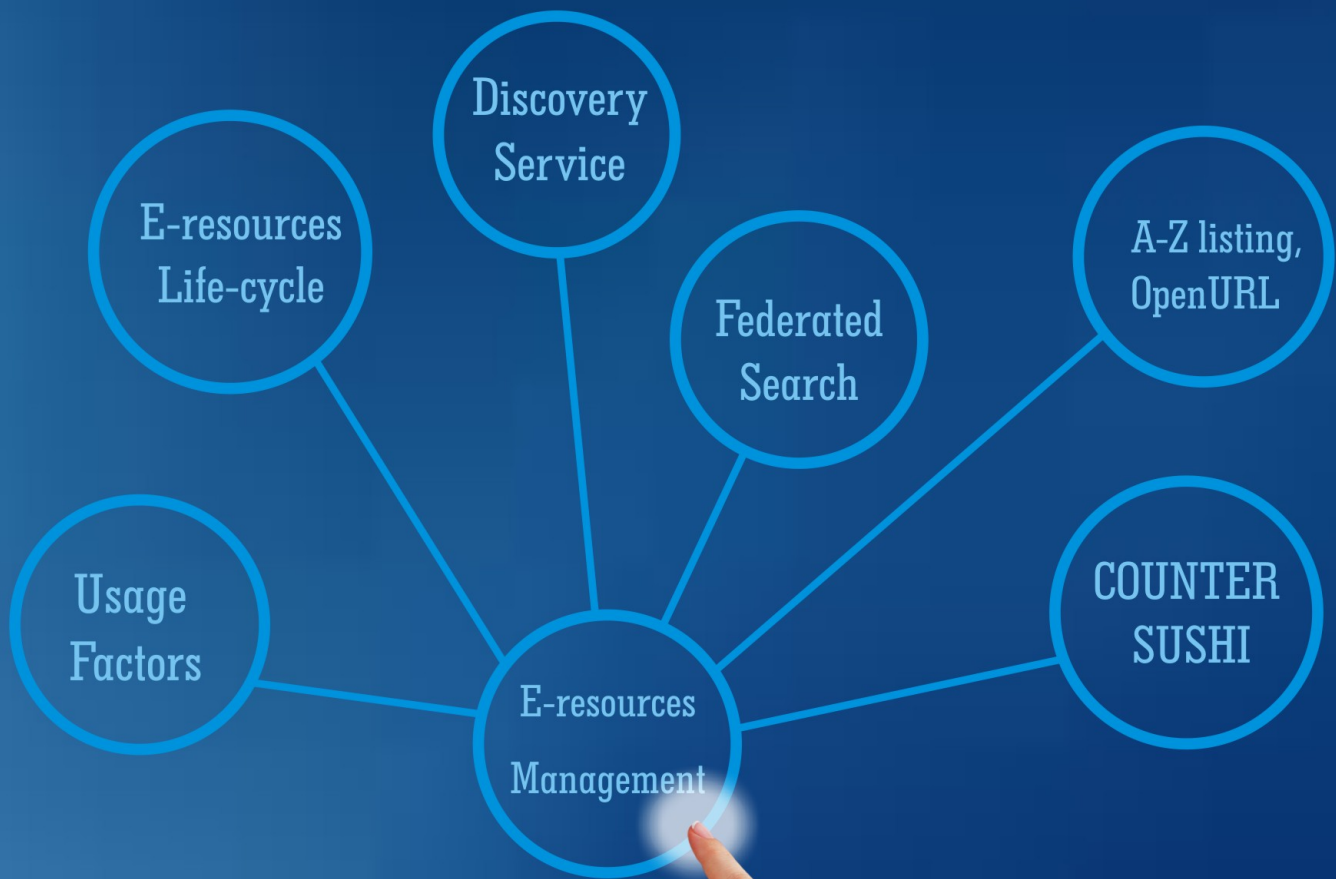 Discovery
Service
E-resources
Life-cycle
A-Z listing,
OpenURL
Federated
Search
Usage
Factors
COUNTER
SUSHI
E-resources
Management